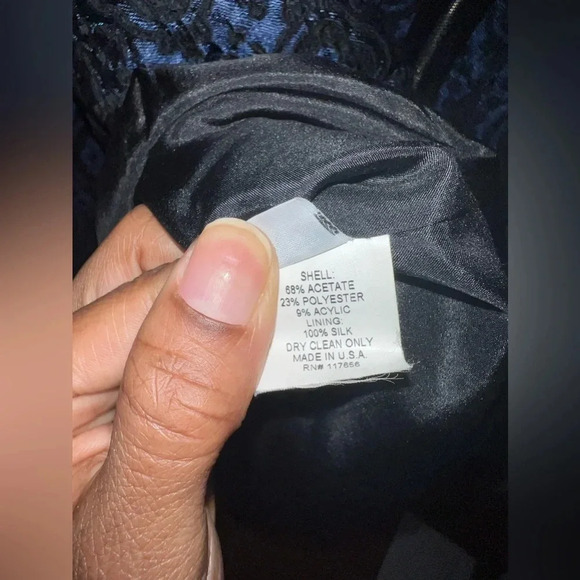 SHELL:
68% ACETATE
23% POLYESTER
9% ACYLIC
LINING:
100% SILK
DRY CLEAN ONLY
MADE IN U.S.A.
RN# 117656